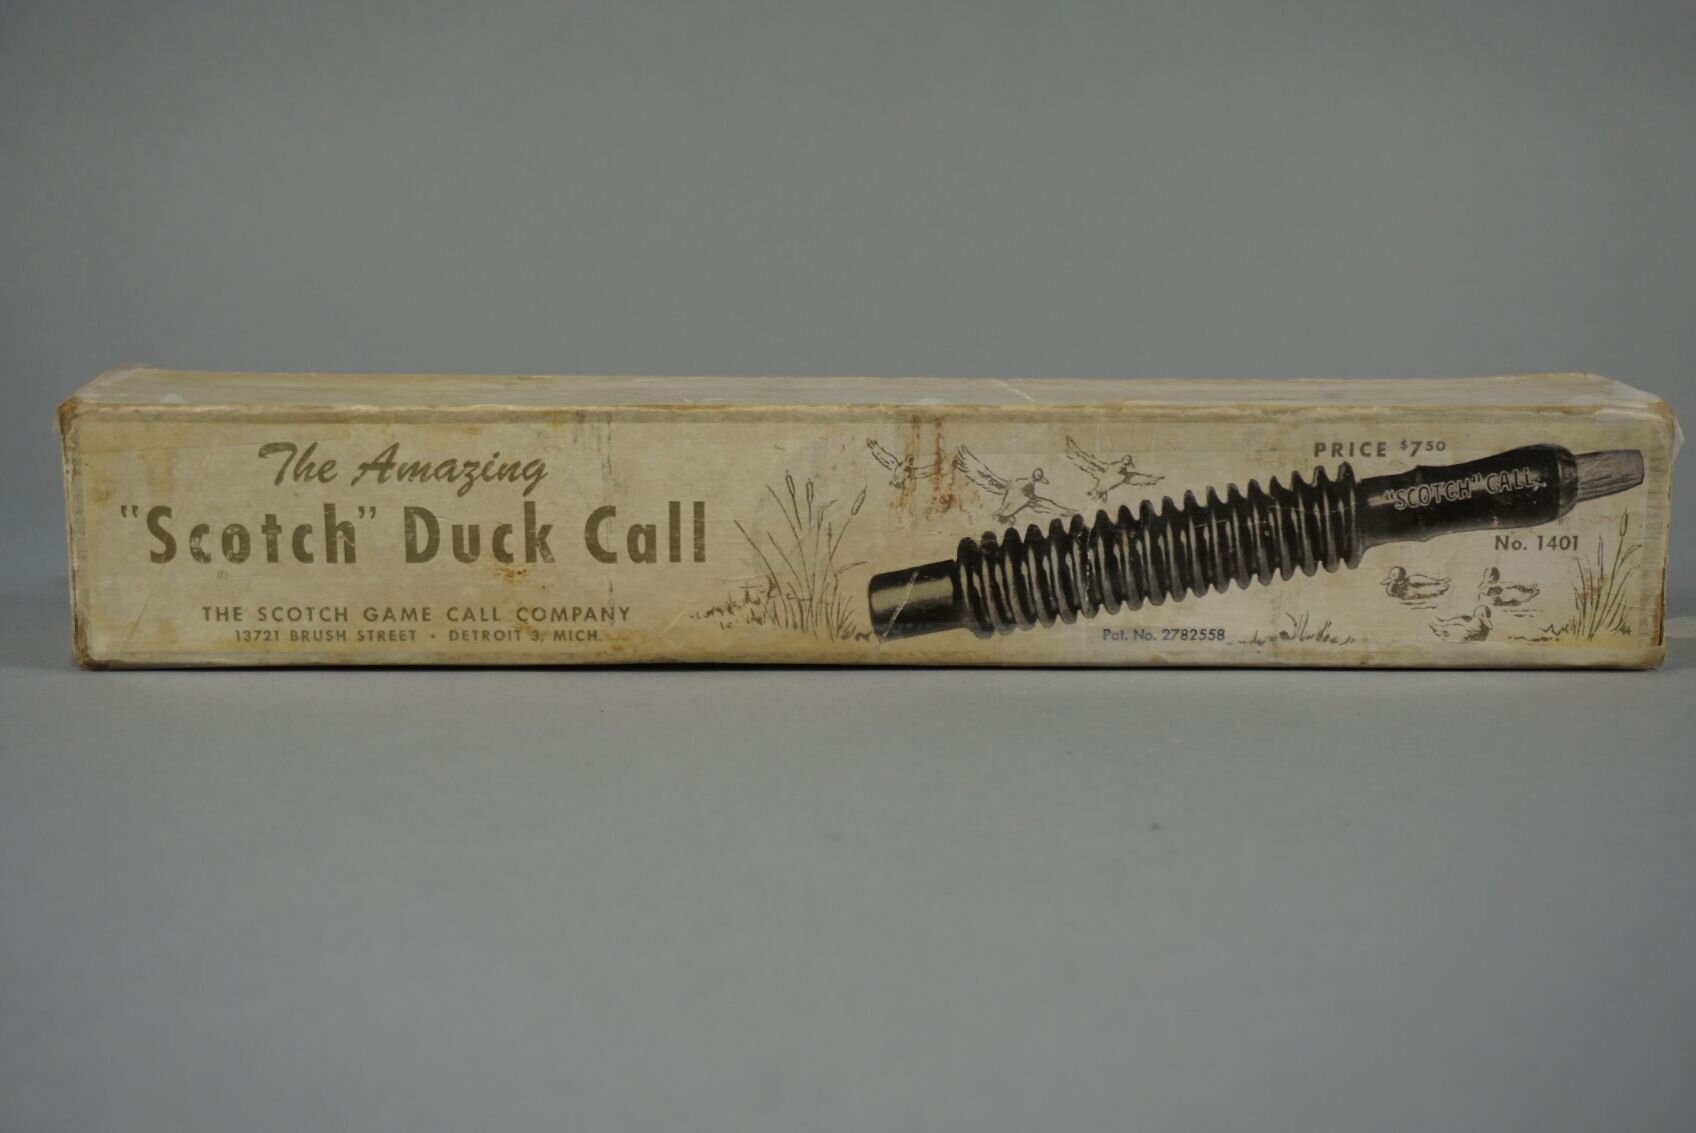 The Amazing
"Scotch" Duck Call
®
THE SCOTCH GAME CALL COMPANY
13721 BRUSH STREET • DETROIT 3, MICH.
PRICE $7.50
"SCOTCH" CALL
No. 1401
Pat. No. 2782558